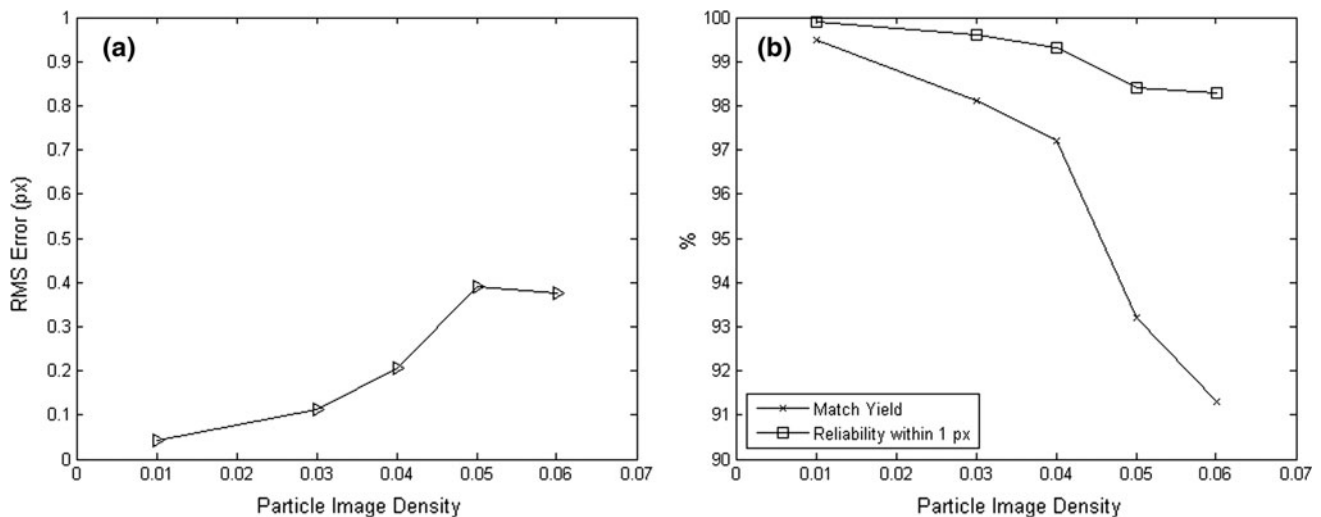 (a)
RMS Error (px)
1
0.9
0.8
0.7
0.6
0.5
0.4
0.3
0.2
0.1
0
0 0.01 0.02 0.03 0.04 0.05 0.06 0.07
Particle Image Density
(b)
%
100
99
98
97
96
95
94
93
92
91
90
Match Yield
Reliability within 1 px
0 0.01 0.02 0.03 0.04 0.05 0.06 0.07
Particle Image Density